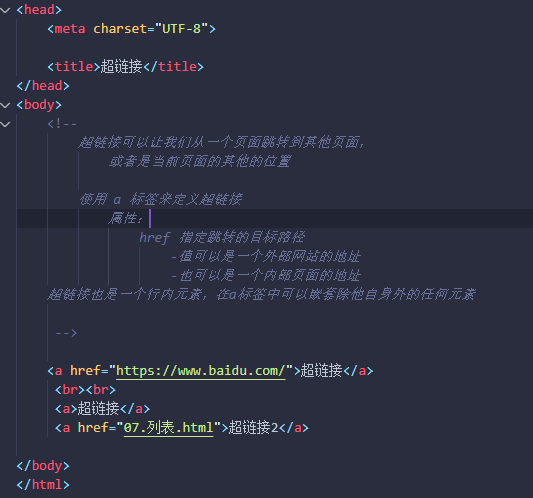 <head>
<meta charset="UTF-8">
<title>超链接</title>
</head>
<body>
<!--
超链接可以让我们从一个页面跳转到其他页面,
或者是当前页面的其他的位置
使用 a 标签来定义超链接
属性:
href 指定跳转的目标路径
-值可以是一个外部网站的地址
-也可以是一个内部页面的地址
超链接也是一个行内元素，在a标签中可以嵌套除他自身外的任何元素
-->
<a href="https://www.baidu.com/">超链接</a>
<br><br>
<a>超链接</a>
<a href="07.列表.html">超链接2</a>
</body>
</html>